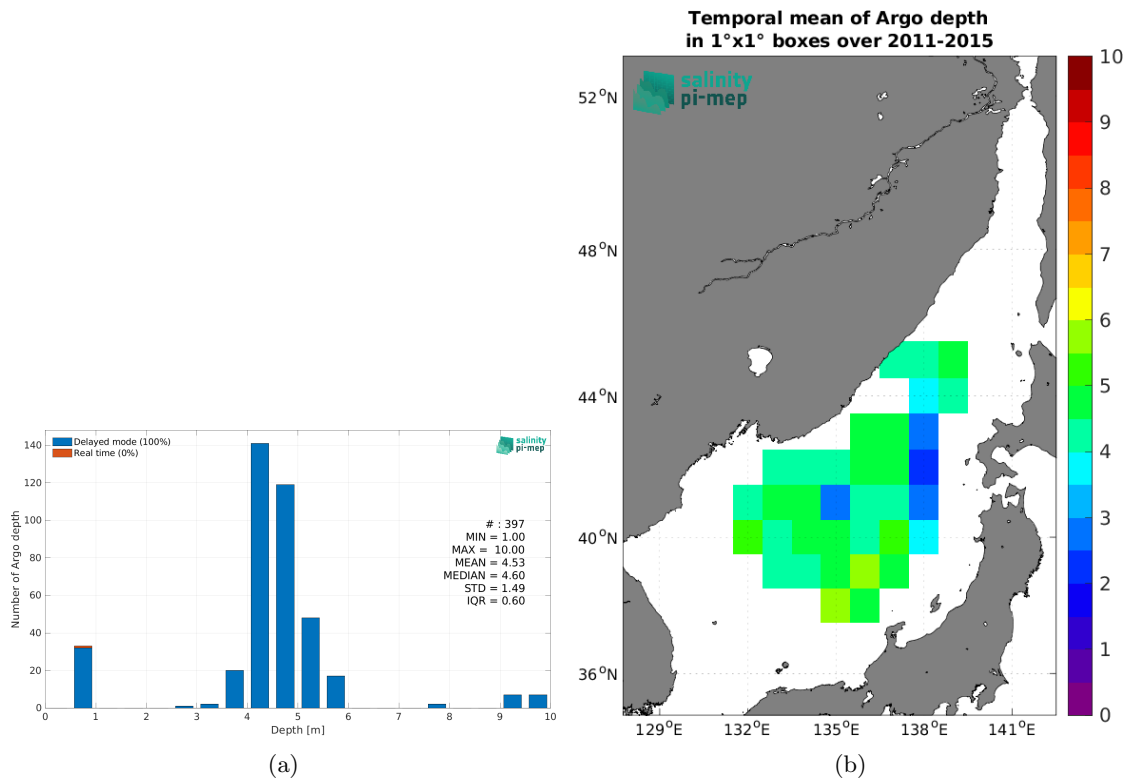 Delayed mode (100%)
Real time (0%)
salinity
pi-mep
# : 397
MIN = 1.00
MAX = 10.00
MEAN = 4.53
MEDIAN = 4.60
STD = 1.49
IQR = 0.60
Number of Argo depth
140
120
100
80
60
40
20
0
0 1 2 3 4 5 6 7 8 9 10
Depth [m]
(a)
Temporal mean of Argo depth
in 1°x1° boxes over 2011-2015
salinity
pi-mep
52°N
48°N
44°N
40°N
36°N
129°E 132°E 135°E 138°E 141°E
10
9
8
7
6
5
4
3
2
1
0
(b)